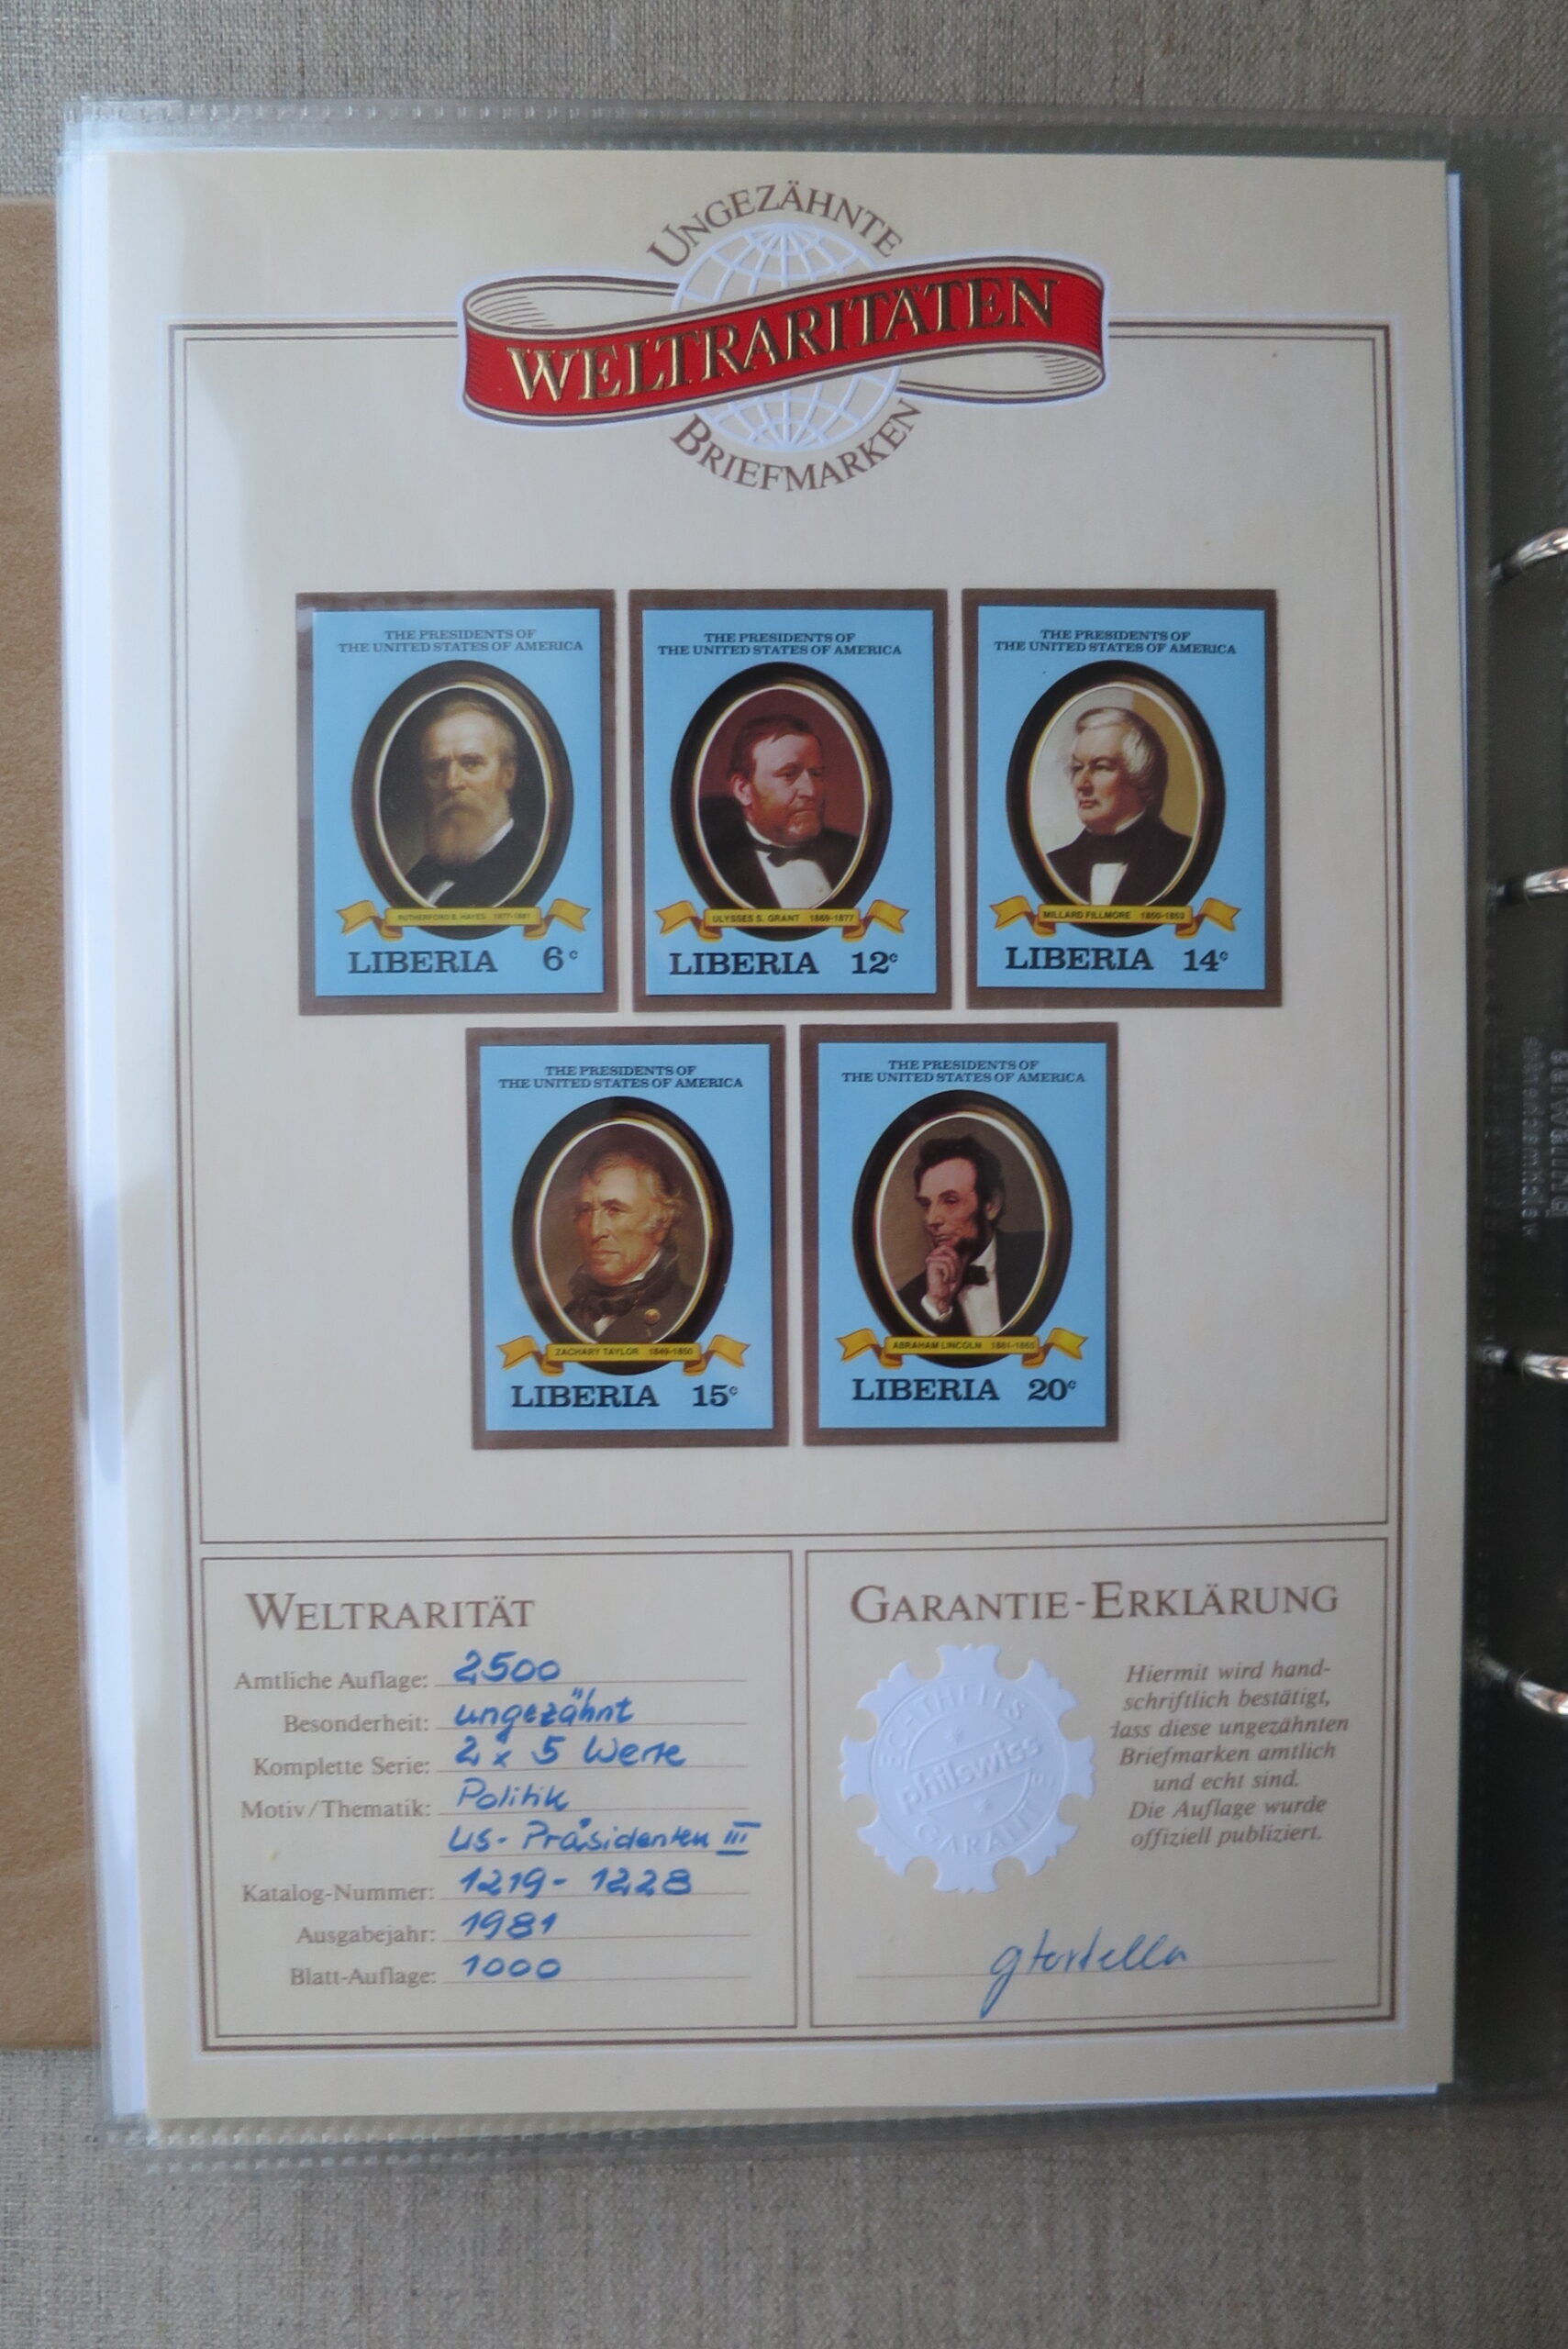 UNGEZÄHNTE
WELTRARITÄTEN
BRIEFMARKEN
THE PRESIDENTS OF
THE UNITED STATES OF AMERICA
RUTHERFORD B. HAYES 1877-1881
LIBERIA 6c
THE PRESIDENTS OF
THE UNITED STATES OF AMERICA
ULYSSES S. GRANT 1869-1877
LIBERIA 12c
THE PRESIDENTS OF
THE UNITED STATES OF AMERICA
MILLARD FILLMORE 1850-1853
LIBERIA 14c
THE PRESIDENTS OF
THE UNITED STATES OF AMERICA
ZACHARY TAYLOR 1849-1850
LIBERIA 15c
THE PRESIDENTS OF
THE UNITED STATES OF AMERICA
ABRAHAM LINCOLN 1861-1865
LIBERIA 20c
WELTRARITÄT
Amtliche Auflage: 2500
Besonderheit: ungezähnt
Komplette Serie: 2 x 5 Werte
Motiv/Thematik: Politik
US-Präsidenten III
Katalog-Nummer: 1219-1228
Ausgabejahr: 1981
Blatt-Auflage: 1000
GARANTIE-ERKLÄRUNG
ECHTHEITS
philswiss
GARANTIE
Hiermit wird hand-
schriftlich bestätigt,
dass diese ungezähnten
Briefmarken amtlich
und echt sind.
Die Auflage wurde
offiziell publiziert.